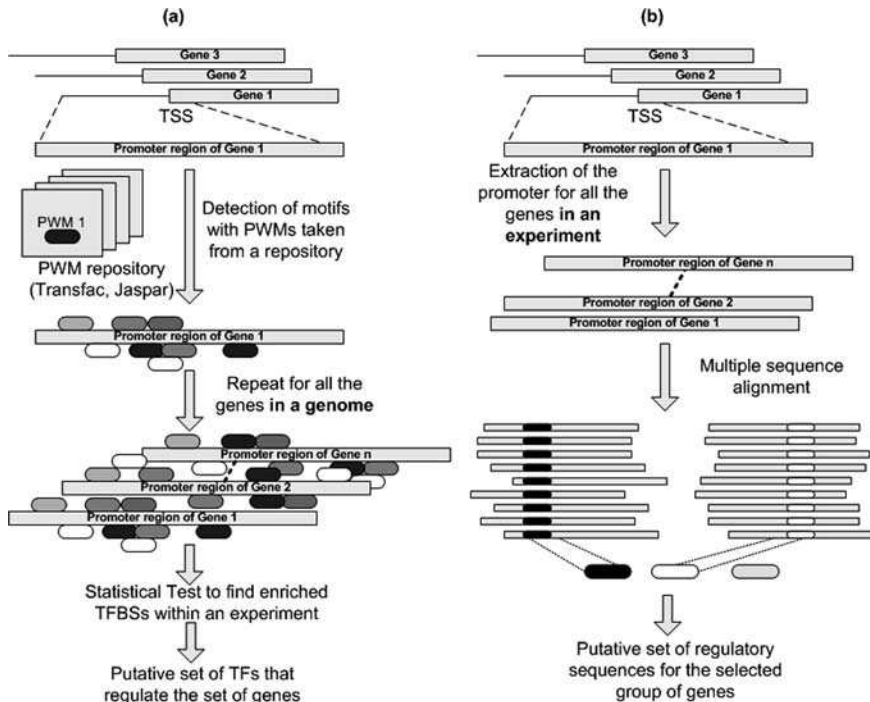 (a)
Gene 3
Gene 2
Gene 1
TSS
Promoter region of Gene 1
PWM 1
PWM repository
(Transfac, Jaspar)
Detection of motifs
with PWMs taken
from a repository
Promoter region of Gene 1
Repeat for all the
genes in a genome
Promoter region of Gene n
Promoter region of Gene 2
Promoter region of Gene 1
Statistical Test to find enriched
TFBSs within an experiment
Putative set of TFs that
regulate the set of genes
(b)
Gene 3
Gene 2
Gene 1
TSS
Promoter region of Gene 1
Extraction of the
promoter for all the
genes in an
experiment
Promoter region of Gene n
Promoter region of Gene 2
Promoter region of Gene 1
Multiple sequence
alignment
Putative set of regulatory
sequences for the selected
group of genes